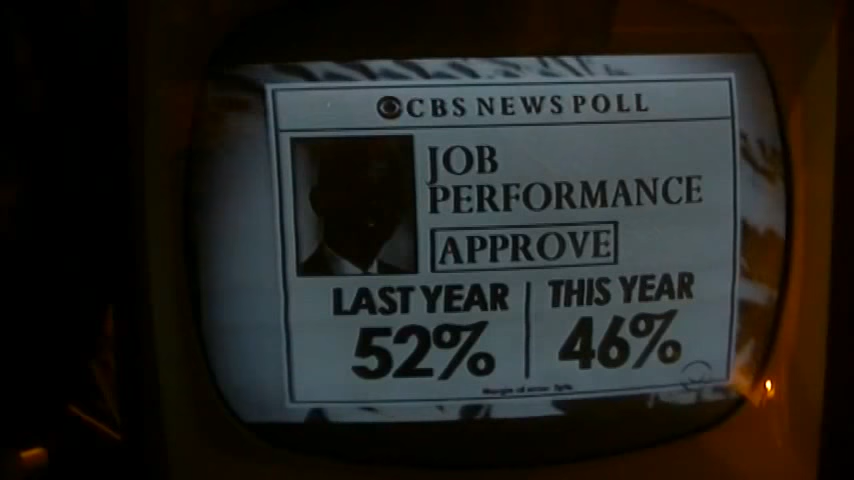 CBS NEWS POLL
JOB
PERFORMANCE
APPROVE
LAST YEAR
THIS YEAR
52%
46%